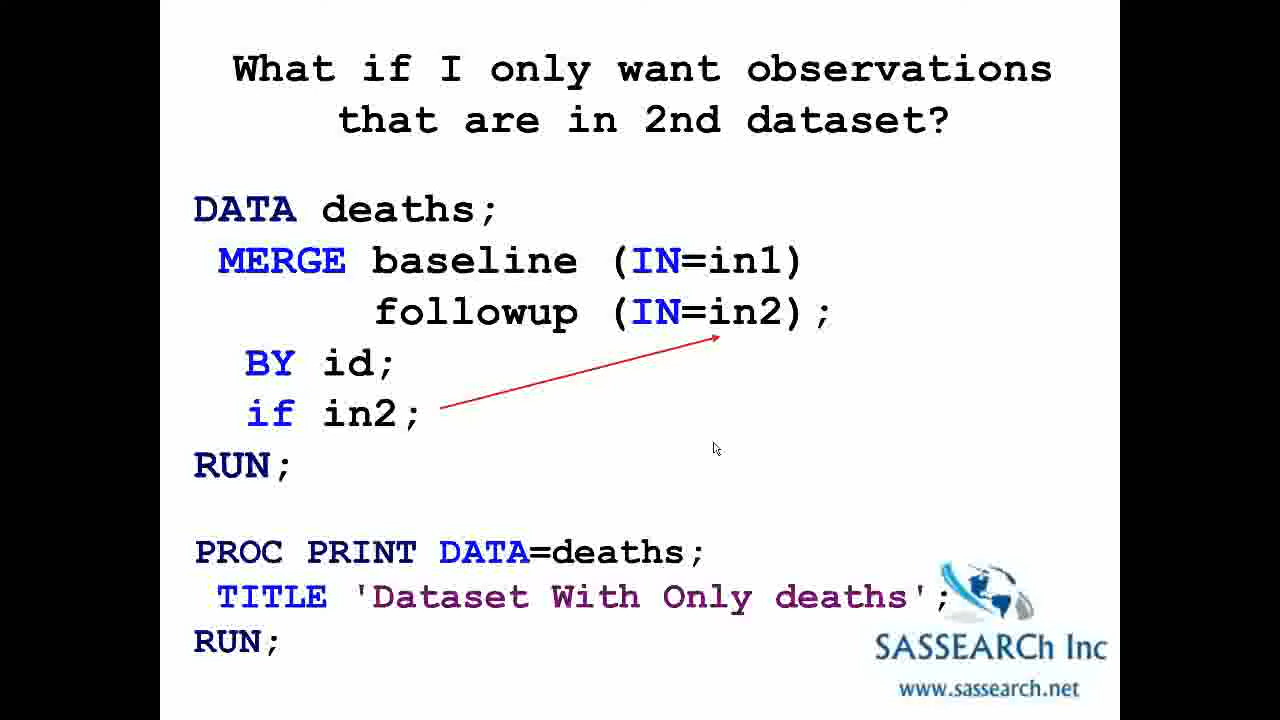 What if I only want observations
that are in 2nd dataset?
DATA deaths;
MERGE baseline (IN=in1)
followup (IN=in2);
BY id;
if in2;
RUN;
PROC PRINT DATA=deaths;
TITLE 'Dataset With Only deaths';
RUN;
SASSEARCh Inc
www.sassearch.net